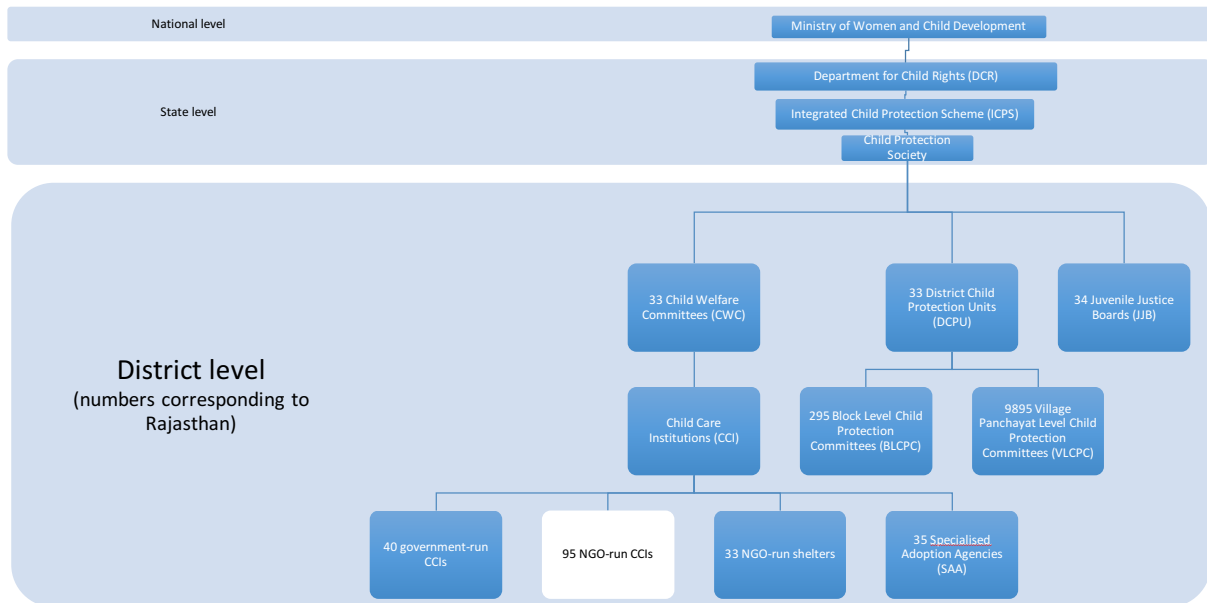 National level
Ministry of Women and Child Development
Department for Child Rights (DCR)
State level
Integrated Child Protection Scheme (ICPS)
Child Protection
Society
33 Child Welfare
Committees (CWC)
33 District Child
Protection Units
(DCPU)
34 Juvenile Justice
Boards (JJB)
District level
(numbers corresponding to
Rajasthan)
Child Care
Institutions (CCI)
295 Block Level Child
Protection
Committees (BLCPC)
9895 Village
Panchayat Level Child
Protection
Committees (VLCPC)
40 government-run
CCIs
95 NGO-run CCIs
33 NGO-run shelters
35 Specialised
Adoption Agencies
(SAA)